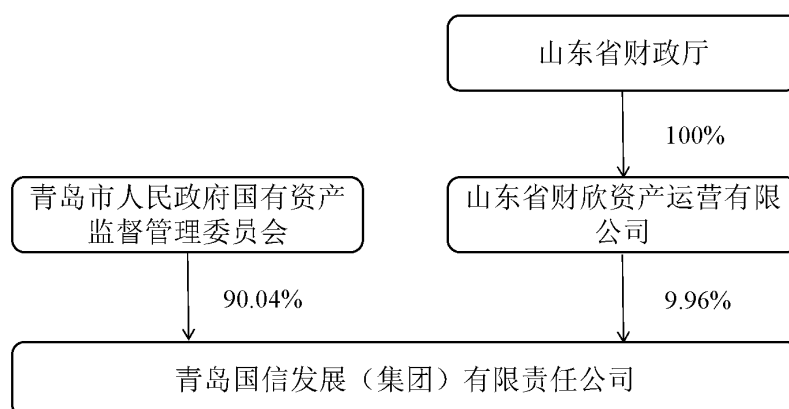 山东省财政厅
100%
青岛市人民政府国有资产
监督管理委员会
山东省财欣资产运营有限
公司
90.04%
9.96%
青岛国信发展（集团）有限责任公司